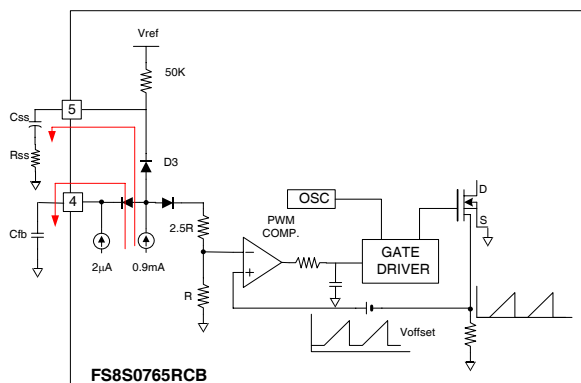 Vref
50K
5
Css
Rss
D3
4
Cfb
2µA
0.9mA
2.5R
R
OSC
PWM
COMP.
GATE
DRIVER
D
S
Voffset
FS8S0765RCB